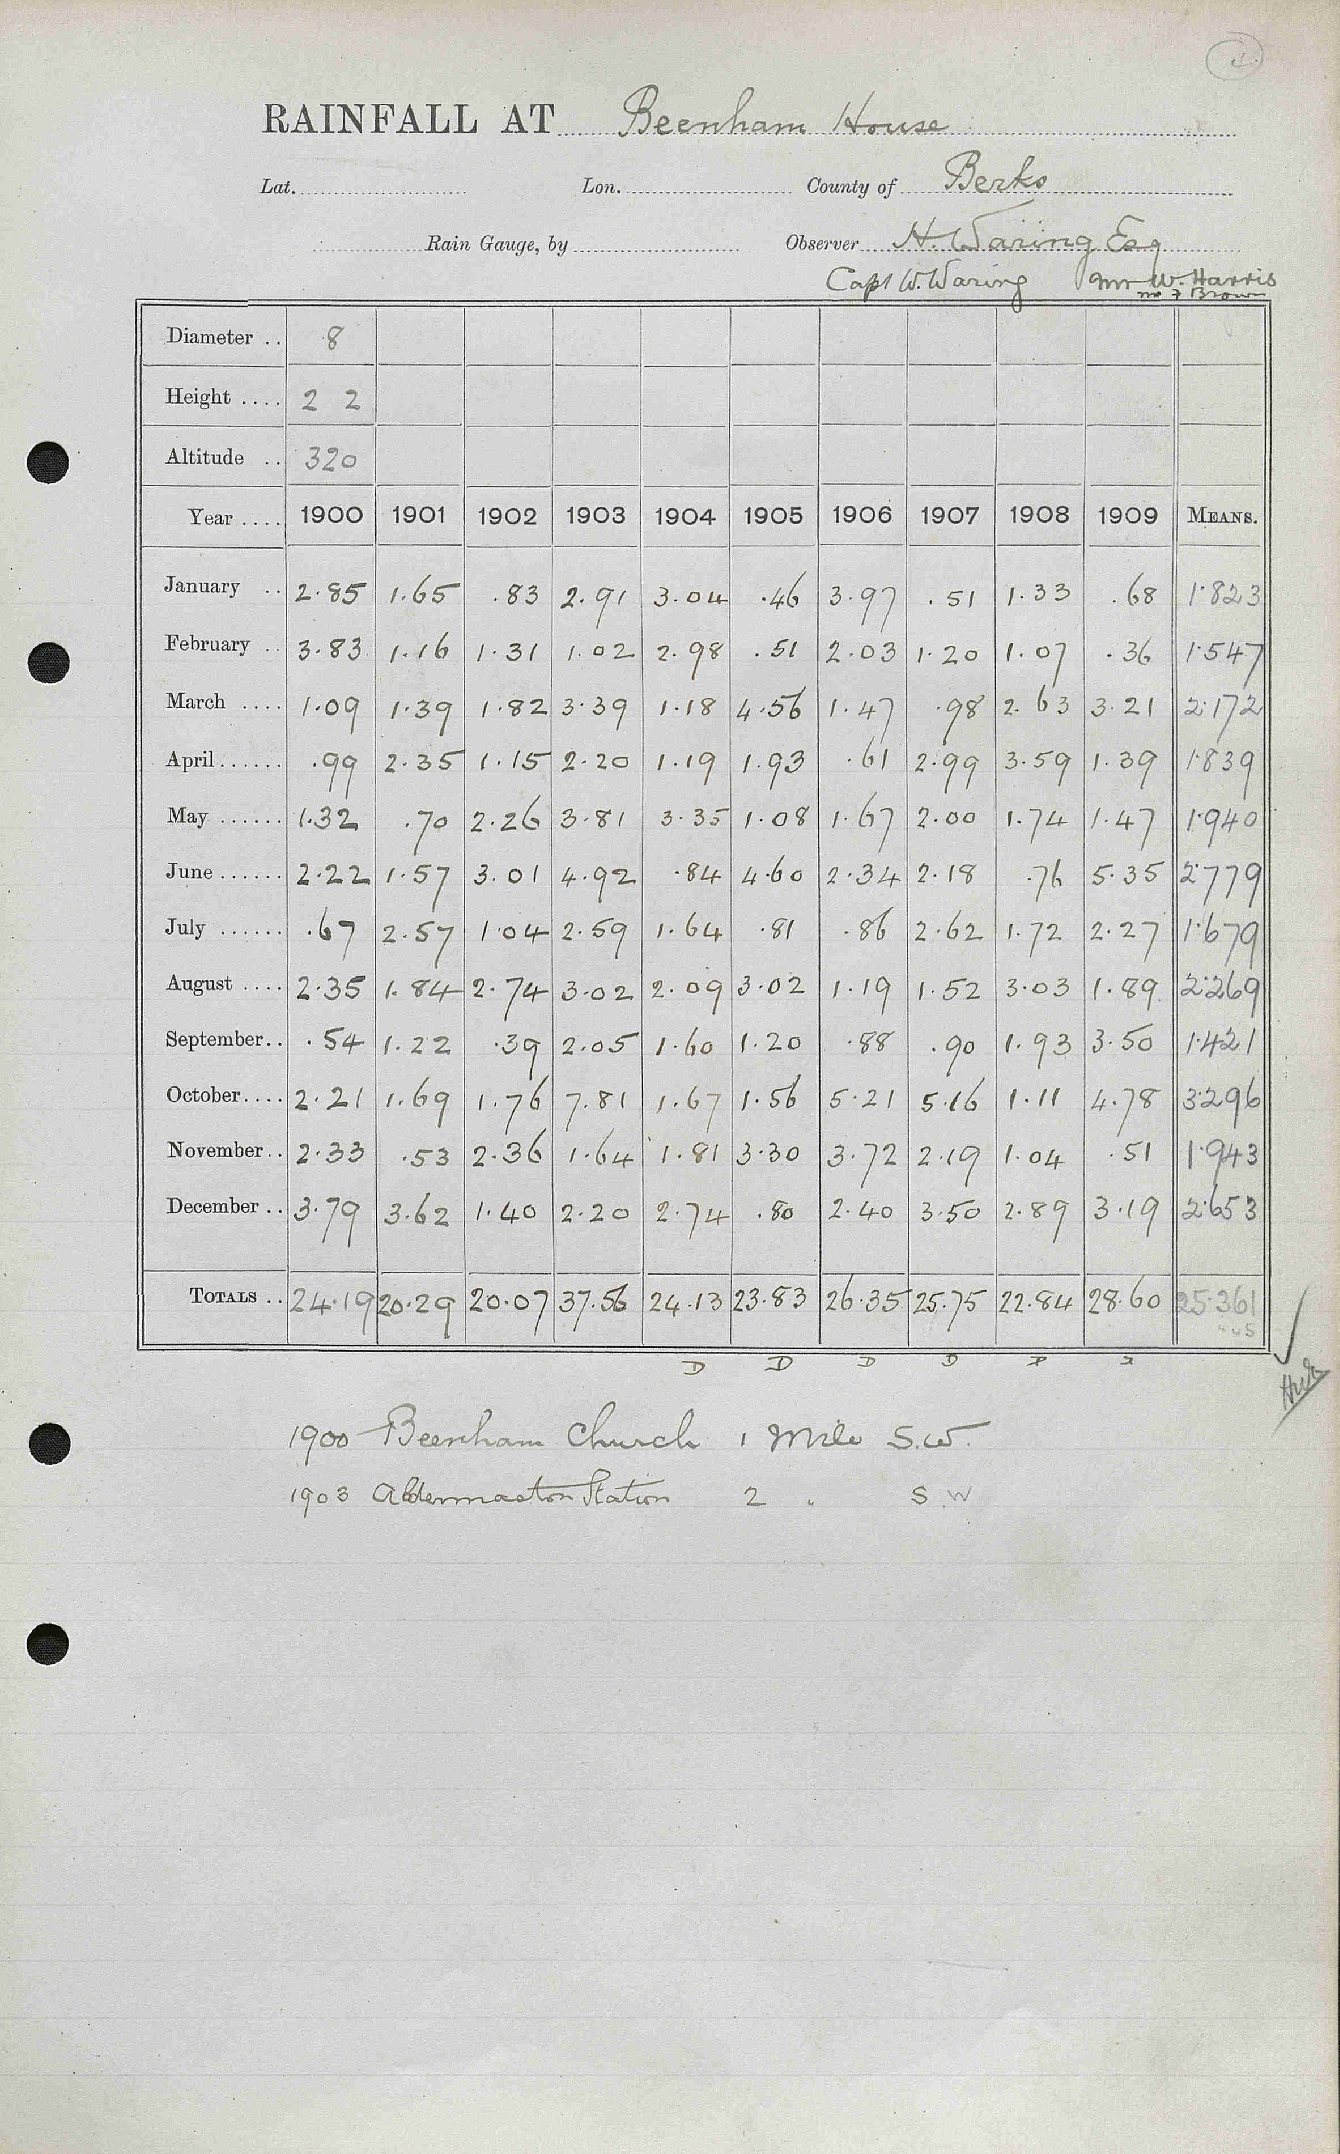 RAINFALL AT Beenham House
Lat. Lon. County of Berks
Rain Gauge, by Observer H. Waring Esq
Capt W. Waring Mr W. Harris
Mr F Brown
Diameter .. 8
Height .... 2 2
Altitude .. 320
Year .... 1900 1901 1902 1903 1904 1905 1906 1907 1908 1909 MEANS.
January .. 2.85 1.65 .83 2.91 3.04 .46 3.97 .51 1.33 .68 1.823
February .. 3.83 1.16 1.31 1.02 2.98 .51 2.03 1.20 1.07 .36 1.547
March .... 1.09 1.39 1.82 3.39 1.18 4.56 1.47 .98 2.63 3.21 2.172
April ...... .99 2.35 1.15 2.20 1.19 1.93 .61 2.99 3.59 1.39 1.839
May ...... 1.32 .70 2.26 3.81 3.35 1.08 1.67 2.00 1.74 1.47 1.940
June ...... 2.22 1.57 3.01 4.92 .84 4.60 2.34 2.18 .76 5.35 2.779
July ...... .67 2.57 1.04 2.59 1.64 .81 .86 2.62 1.72 2.27 1.679
August .... 2.35 1.84 2.74 3.02 2.09 3.02 1.19 1.52 3.03 1.89 2.269
September.. .54 1.22 .39 2.05 1.60 1.20 .88 .90 1.93 3.50 1.421
October.... 2.21 1.69 1.76 7.81 1.67 1.56 5.21 5.16 1.11 4.78 3.296
November.. 2.33 .53 2.36 1.64 1.81 3.30 3.72 2.19 1.04 .51 1.943
December .. 3.79 3.62 1.40 2.20 2.74 .80 2.40 3.50 2.89 3.19 2.653
TOTALS .. 24.19 20.29 20.07 37.56 24.13 23.83 26.35 25.75 22.84 28.60 25.361
D D D D D
1900 Beenham Church 1 Mile S.W.
1903 Aldermaston Station 2 " S.W